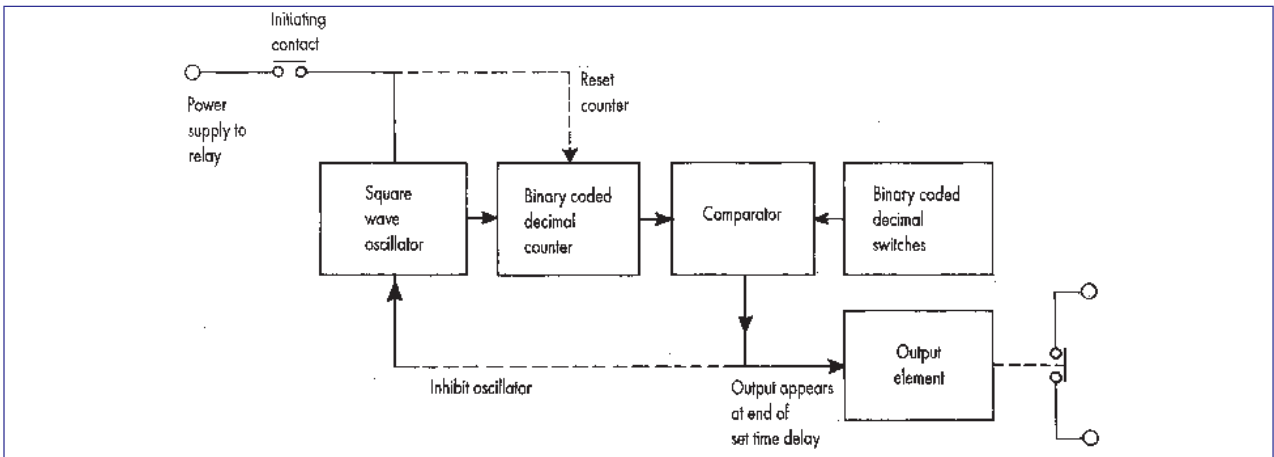 Initiating
contact
Power
supply to
relay
Reset
counter
Square
wave
oscillator
Binary coded
decimal
counter
Comparator
Binary coded
decimal
switches
Inhibit oscillator
Output appears
at end of
set time delay
Output
element